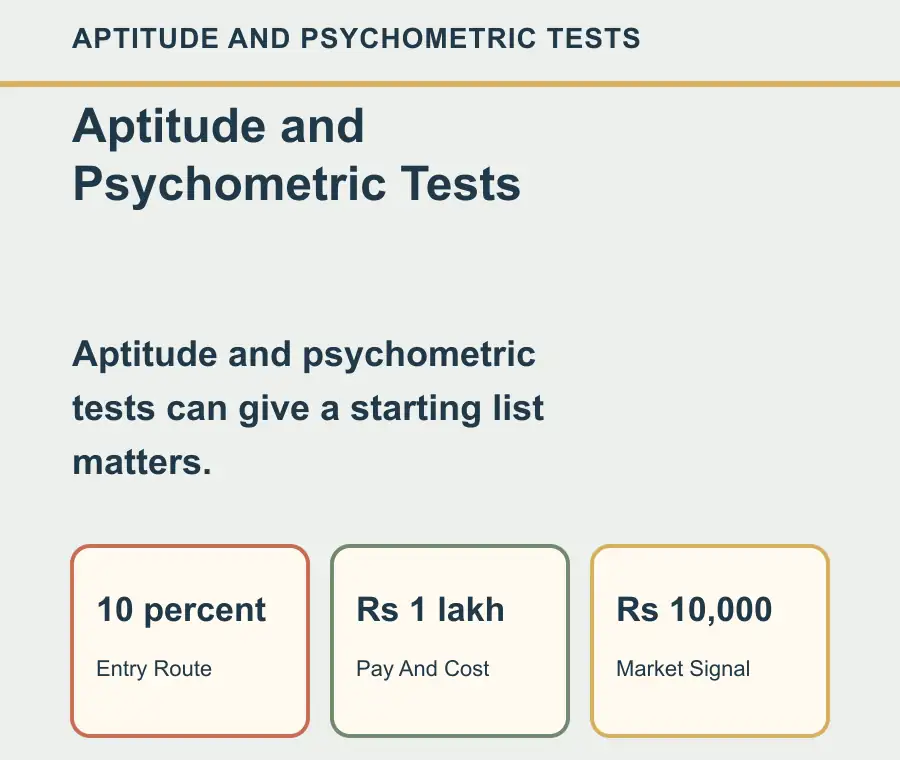 APTITUDE AND PSYCHOMETRIC TESTS
Aptitude and
Psychometric Tests
Aptitude and psychometric
tests can give a starting list
matters.
10 percent
Entry Route
Rs 1 lakh
Pay And Cost
Rs 10,000
Market Signal